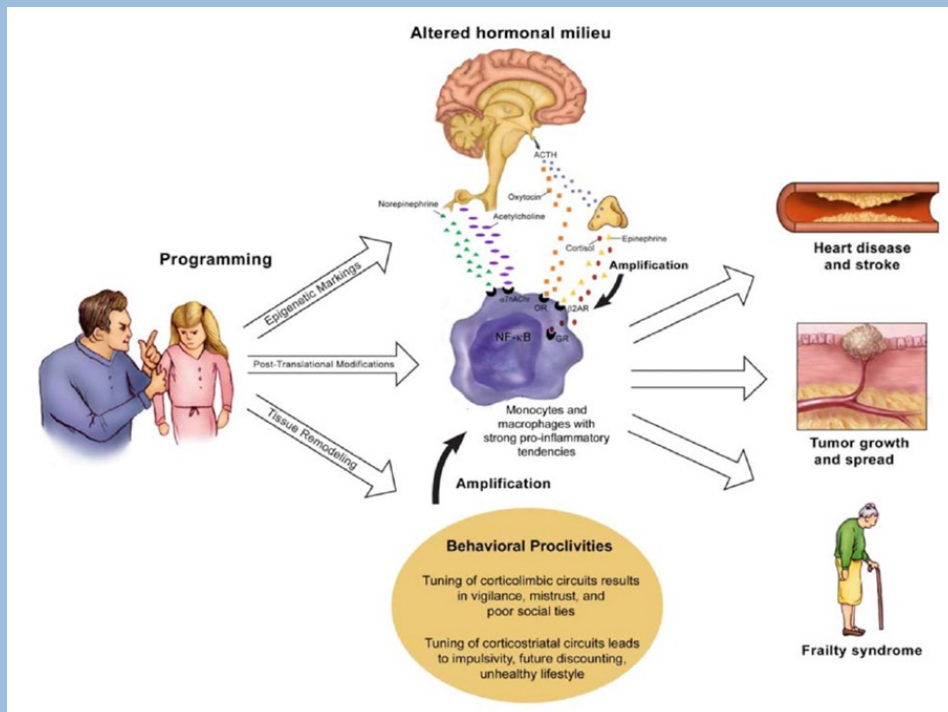 Altered hormonal milieu
ACTH
Oxytocin
Norepinephrine
Acetylcholine
Cortisol
Epinephrine
Amplification
Programming
Epigenetic Markings
Post-Translational Modifications
Tissue Remodeling
α7nAChr
OR
β2AR
NF-κB
GR
Monocytes and
macrophages with
strong pro-inflammatory
tendencies
Amplification
Behavioral Proclivities
Tuning of corticolimbic circuits results
in vigilance, mistrust, and
poor social ties
Tuning of corticostriatal circuits leads
to impulsivity, future discounting,
unhealthy lifestyle
Heart disease
and stroke
Tumor growth
and spread
Frailty syndrome